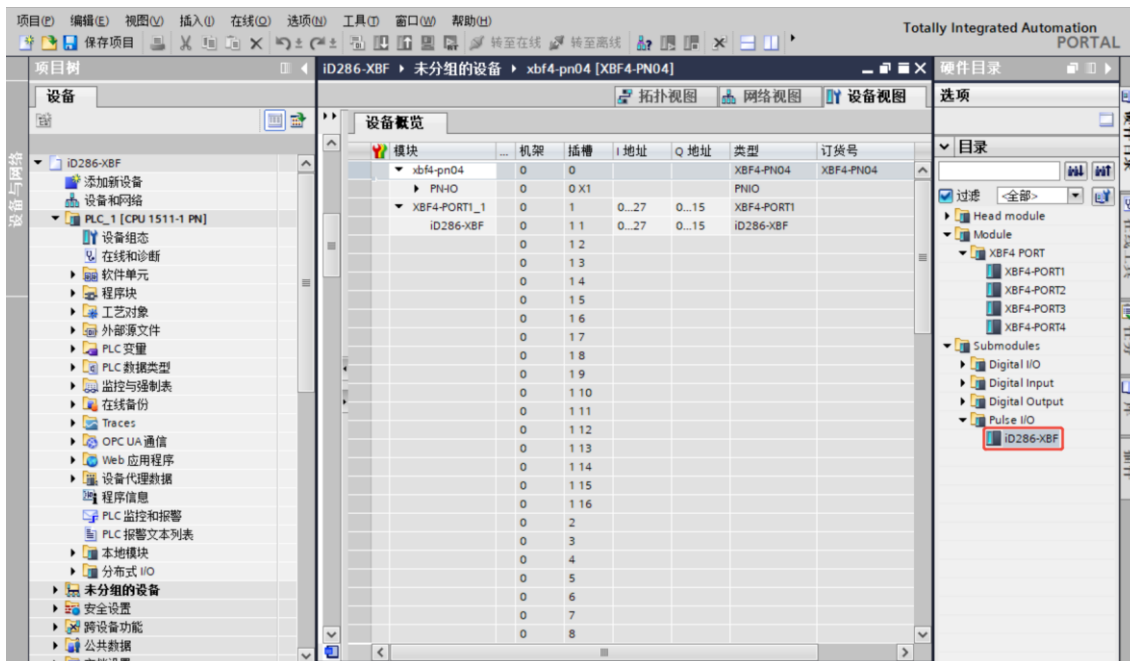 项目(P) 编辑(E) 视图(V) 插入(I) 在线(O) 选项(N) 工具(T) 窗口(W) 帮助(H)
Totally Integrated Automation
PORTAL
保存项目 转至在线 转至离线
项目树
iD286-XBF 未分组的设备 xbf4-pn04 [XBF4-PN04]
硬件目录
设备
拓扑视图 网络视图 设备视图
选项
设备概览
设备与网络
目录
模块 ... 机架 插槽 I 地址 Q 地址 类型 订货号
xbf4-pn04 0 0 XBF4-PN04 XBF4-PN04
PN-IO 0 0 X1 PNIO
XBF4-PORT1_1 0 1 0...27 0...15 XBF4-PORT1
iD286-XBF 0 1 1 0...27 0...15 iD286-XBF
0 1 2
0 1 3
0 1 4
0 1 5
0 1 6
0 1 7
0 1 8
0 1 9
0 1 10
0 1 11
0 1 12
0 1 13
0 1 14
0 1 15
0 1 16
0 2
0 3
0 4
0 5
0 6
0 7
0 8
iD286-XBF
添加新设备
设备和网络
PLC_1 [CPU 1511-1 PN]
设备组态
在线和诊断
软件单元
程序块
工艺对象
外部源文件
PLC 变量
PLC 数据类型
监控与强制表
在线备份
Traces
OPC UA 通信
Web 应用程序
设备代理数据
程序信息
PLC 监控和报警
PLC 报警文本列表
本地模块
分布式 I/O
未分组的设备
安全设置
跨设备功能
公共数据
过滤 <全部>
Head module
Module
XBF4 PORT
XBF4-PORT1
XBF4-PORT2
XBF4-PORT3
XBF4-PORT4
Submodules
Digital I/O
Digital Input
Digital Output
Pulse I/O
iD286-XBF